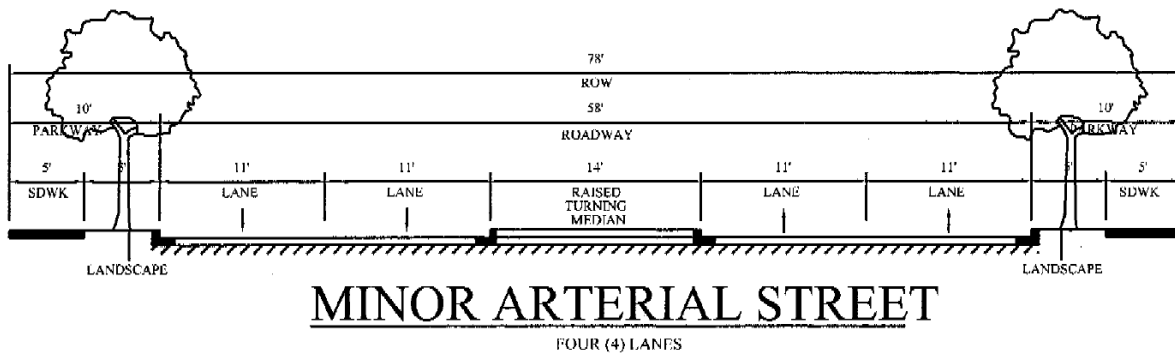 78'
ROW
10' 58' 10'
PARKWAY ROADWAY PARKWAY
5' 5' 11' 11' 14' 11' 11' 5' 5'
SDWK LANE LANE RAISED LANE LANE SDWK
TURNING
MEDIAN
LANDSCAPE LANDSCAPE
MINOR ARTERIAL STREET
FOUR (4) LANES